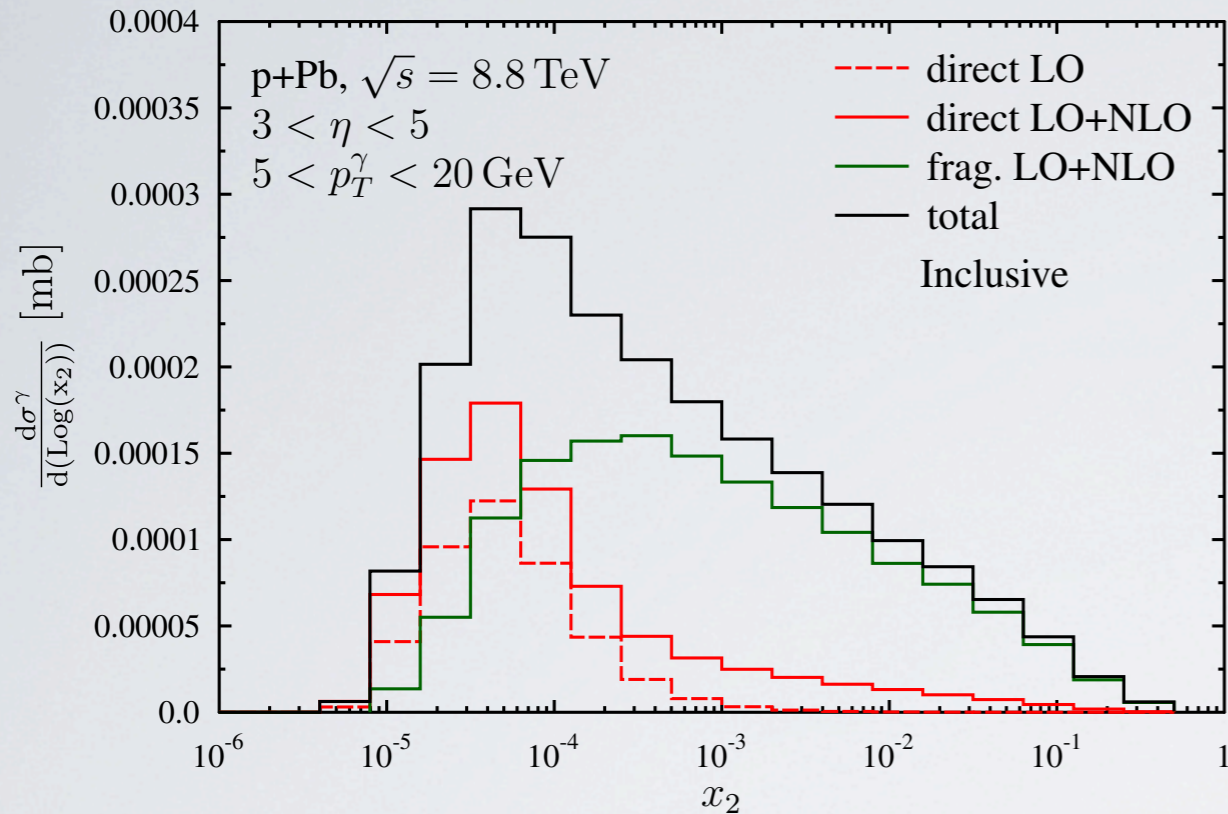 0.0004
0.00035
0.0003
0.00025
0.0002
0.00015
0.0001
0.00005
0.0
dσ^γ / d(Log(x₂)) [mb]
p+Pb, √s = 8.8 TeV
3 < η < 5
5 < p_T^γ < 20 GeV
direct LO
direct LO+NLO
frag. LO+NLO
total
Inclusive
10⁻⁶ 10⁻⁵ 10⁻⁴ 10⁻³ 10⁻² 10⁻¹ 1
x₂